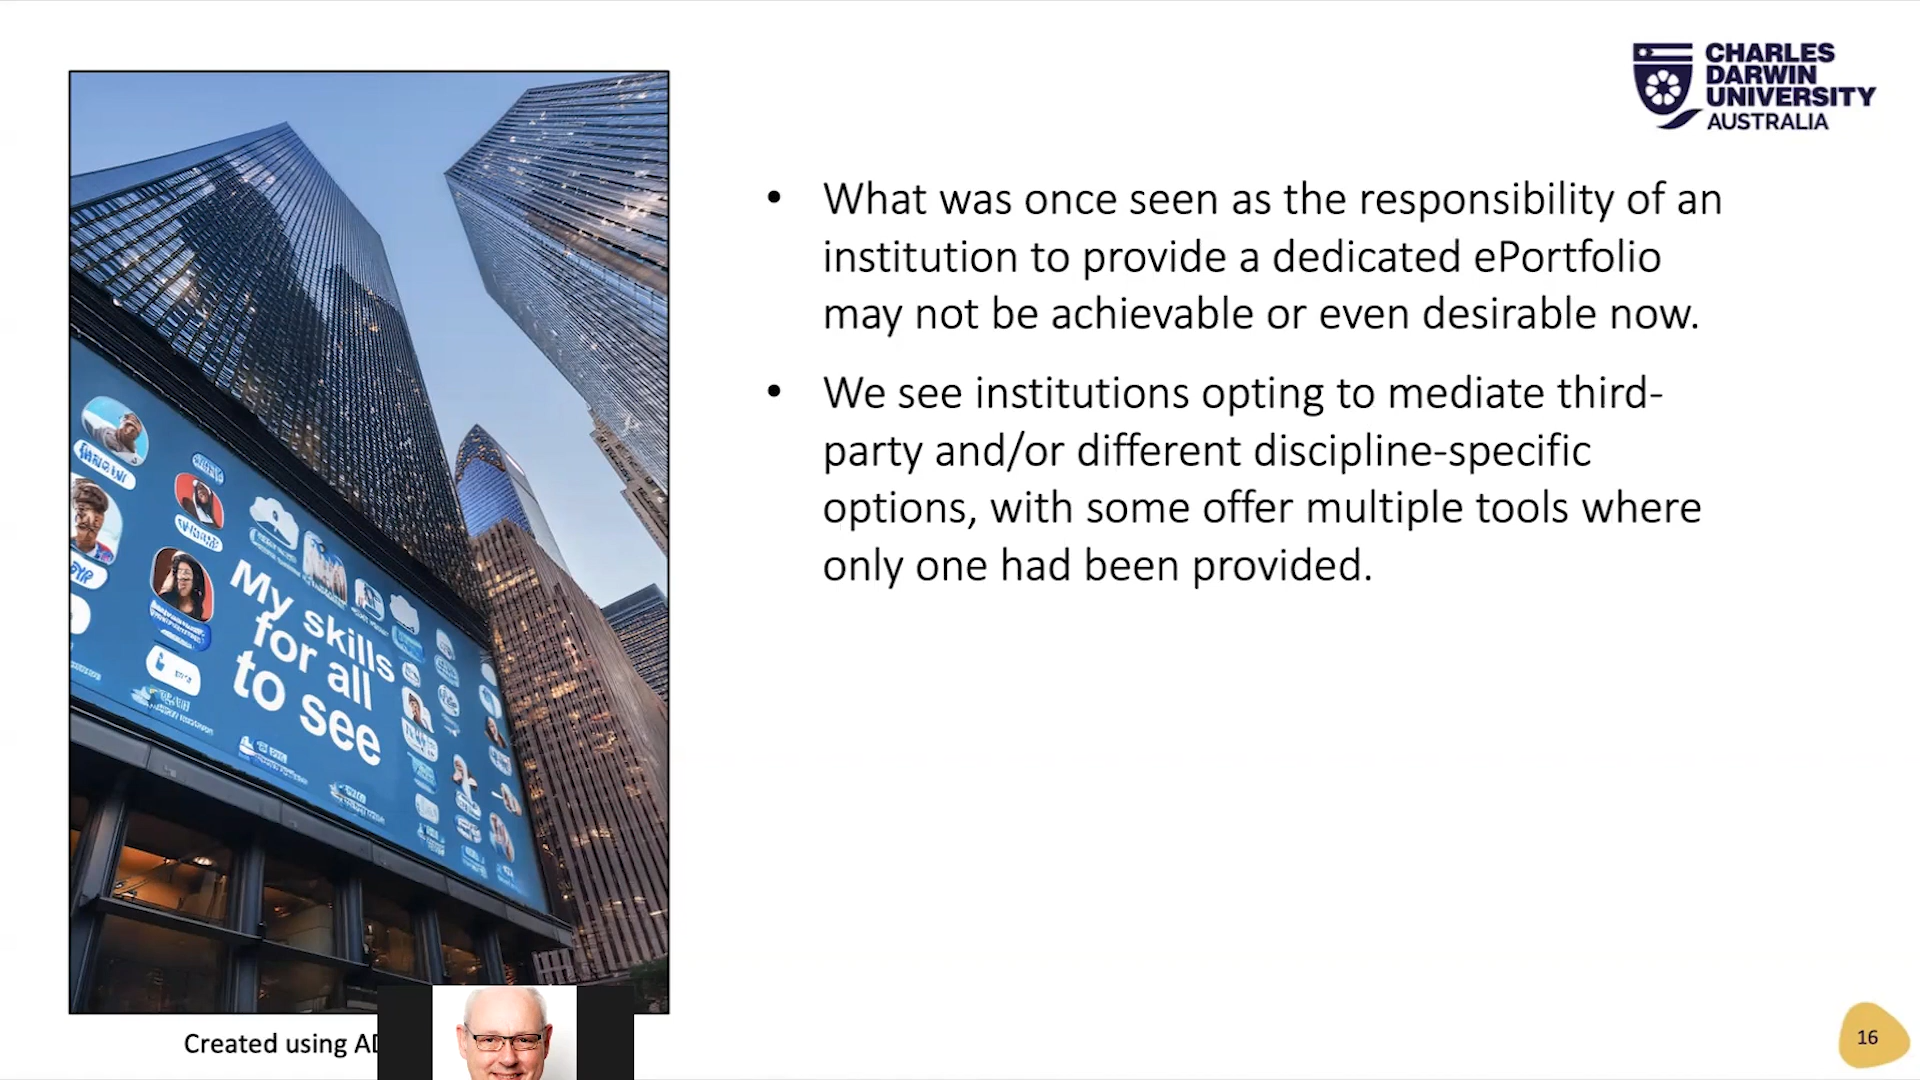 CHARLES
DARWIN
UNIVERSITY
AUSTRALIA
• What was once seen as the responsibility of an
institution to provide a dedicated ePortfolio
may not be achievable or even desirable now.
• We see institutions opting to mediate third-
party and/or different discipline-specific
options, with some offer multiple tools where
only one had been provided.
My skills
for all
to see
Created using
16